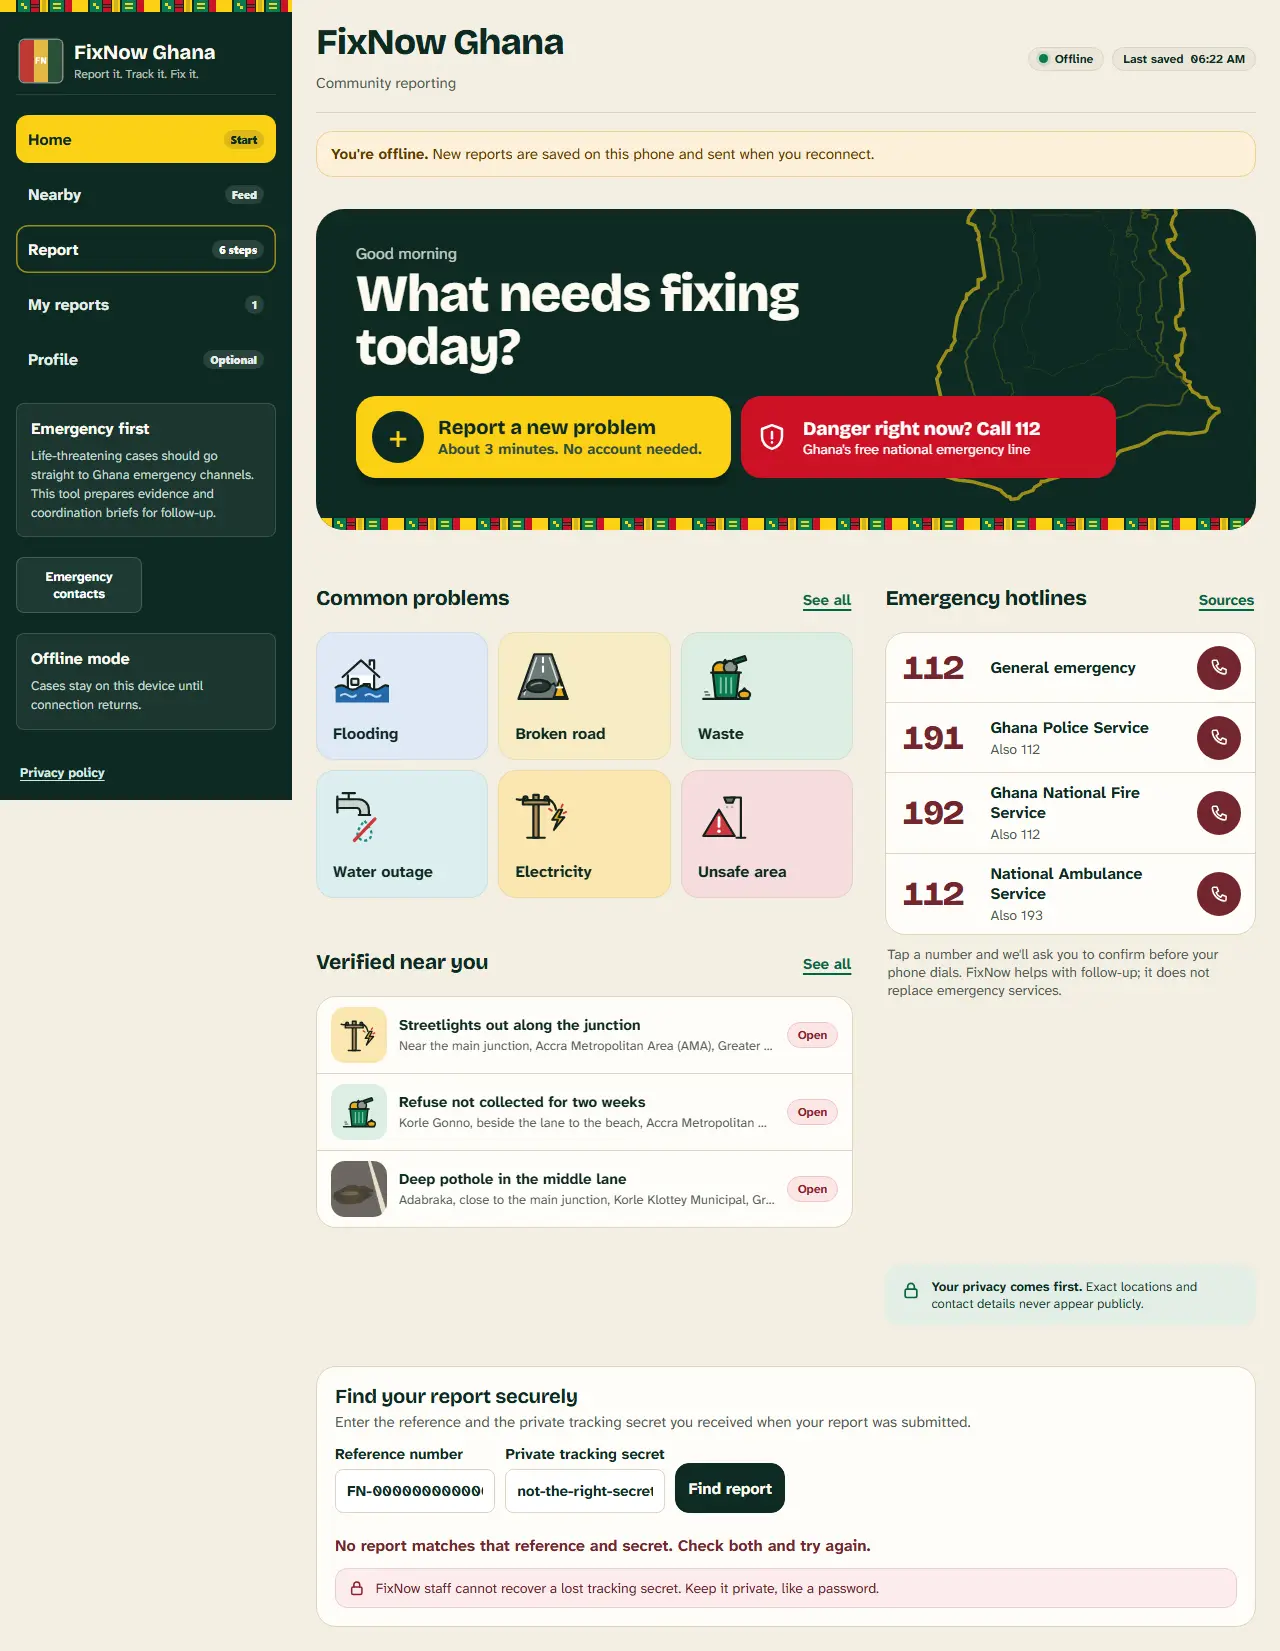 FN
FixNow Ghana
Report it. Track it. Fix it.
Home
Start
Nearby
Feed
Report
6 steps
My reports
1
Profile
Optional
Emergency first
Life-threatening cases should go
straight to Ghana emergency channels.
This tool prepares evidence and
coordination briefs for follow-up.
Emergency
contacts
Offline mode
Cases stay on this device until
connection returns.
Privacy policy
FixNow Ghana
Community reporting
Offline
Last saved 06:22 AM
You're offline. New reports are saved on this phone and sent when you reconnect.
Good morning
What needs fixing
today?
Report a new problem
About 3 minutes. No account needed.
Danger right now? Call 112
Ghana's free national emergency line
Common problems
See all
Flooding
Broken road
Waste
Water outage
Electricity
Unsafe area
Emergency hotlines
Sources
112
General emergency
191
Ghana Police Service
Also 112
192
Ghana National Fire
Service
Also 112
112
National Ambulance
Service
Also 193
Tap a number and we'll ask you to confirm before your
phone dials. FixNow helps with follow-up; it does not
replace emergency services.
Verified near you
See all
Streetlights out along the junction
Near the main junction, Accra Metropolitan Area (AMA), Greater ...
Open
Refuse not collected for two weeks
Korle Gonno, beside the lane to the beach, Accra Metropolitan ...
Open
Deep pothole in the middle lane
Adabraka, close to the main junction, Korle Klottey Municipal, Gr...
Open
Your privacy comes first. Exact locations and
contact details never appear publicly.
Find your report securely
Enter the reference and the private tracking secret you received when your report was submitted.
Reference number
Private tracking secret
FN-000000000000
not-the-right-secret
Find report
No report matches that reference and secret. Check both and try again.
FixNow staff cannot recover a lost tracking secret. Keep it private, like a password.